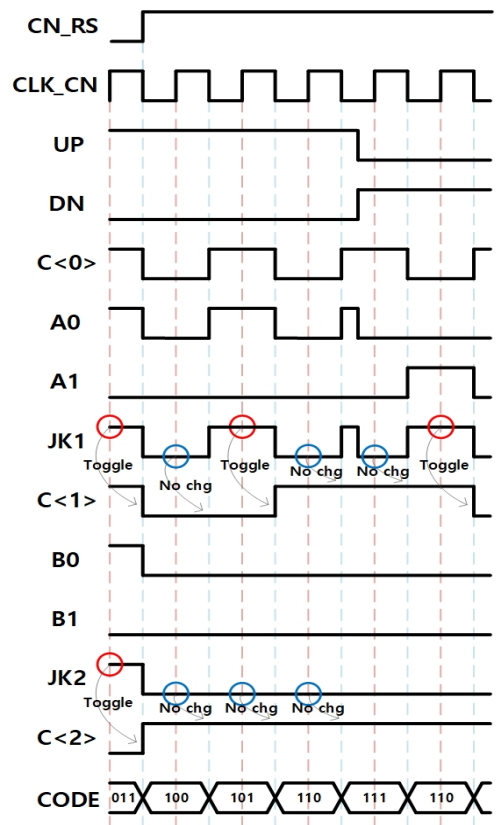 CN_RS
CLK_CN
UP
DN
C<0>
A0
A1
JK1
Toggle
No chg
Toggle
No chg
No chg
Toggle
C<1>
B0
B1
JK2
Toggle
No chg
No chg
No chg
C<2>
CODE
011
100
101
110
111
110